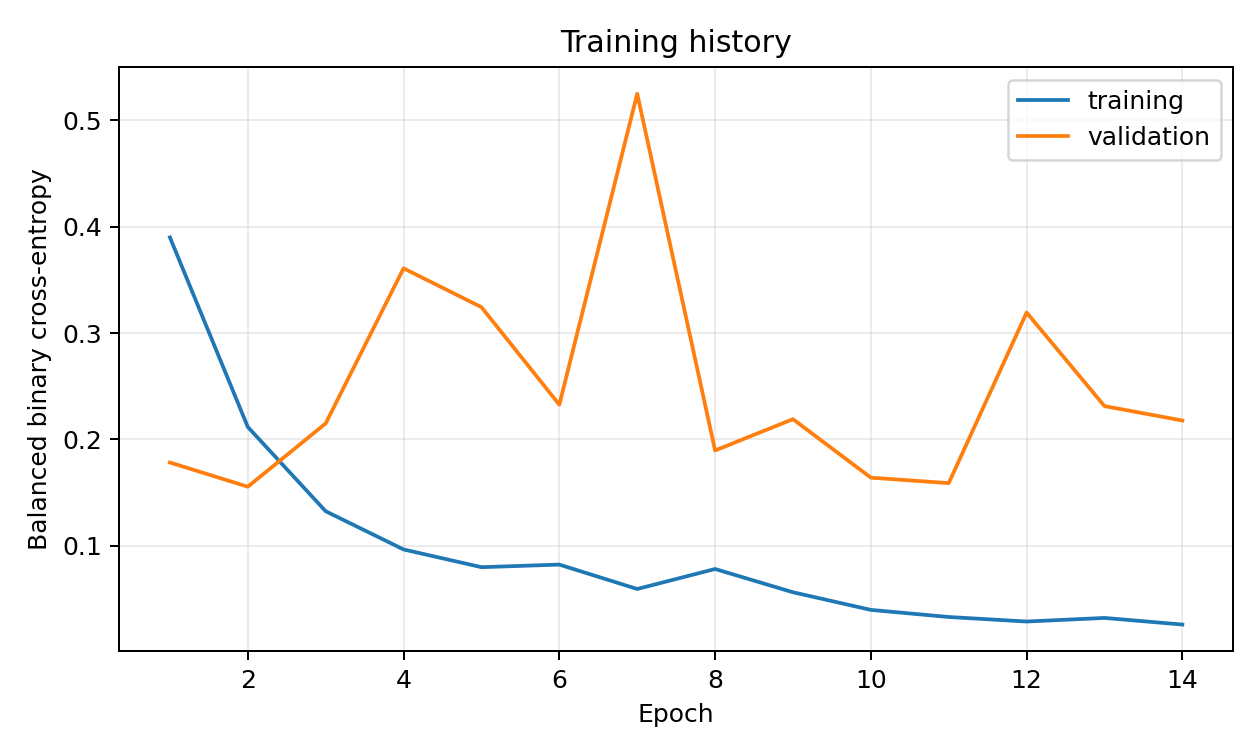 Training history
training
validation
Balanced binary cross-entropy
0.5
0.4
0.3
0.2
0.1
2 4 6 8 10 12 14
Epoch